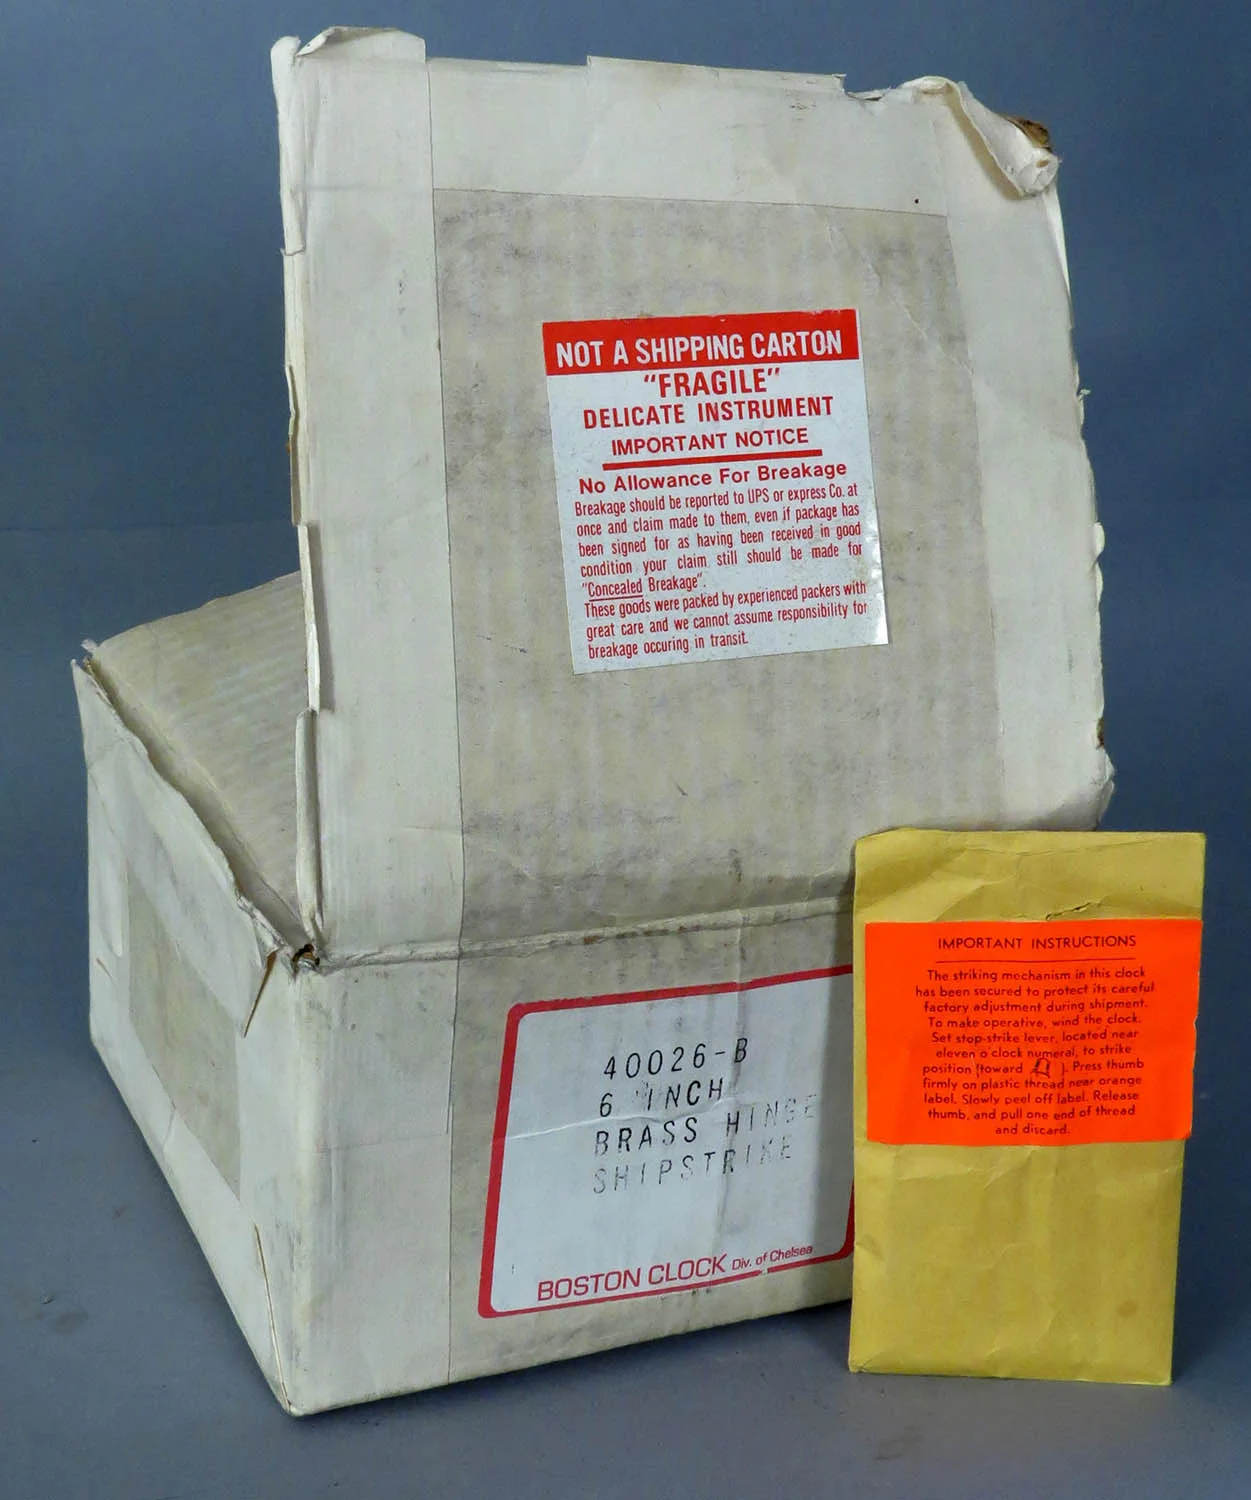 NOT A SHIPPING CARTON
"FRAGILE"
DELICATE INSTRUMENT
IMPORTANT NOTICE
No Allowance For Breakage
Breakage should be reported to UPS or express Co. at
once and claim made to them, even if package has
been signed for as having been received in good
condition your claim still should be made for
"Concealed Breakage".
These goods were packed by experienced packers with
great care and we cannot assume responsibility for
breakage occuring in transit.
40026-B
6 INCH
BRASS HINGE
SHIPSTRIKE
BOSTON CLOCK Div. of Chelsea
IMPORTANT INSTRUCTIONS
The striking mechanism in this clock
has been secured to protect its careful
factory adjustment during shipment.
To make operative, wind the clock.
Set stop-strike lever, located near
eleven o'clock numeral, to strike
position (toward ). Press thumb
firmly on plastic thread near orange
label. Slowly peel off label. Release
thumb, and pull one end of thread
and discard.